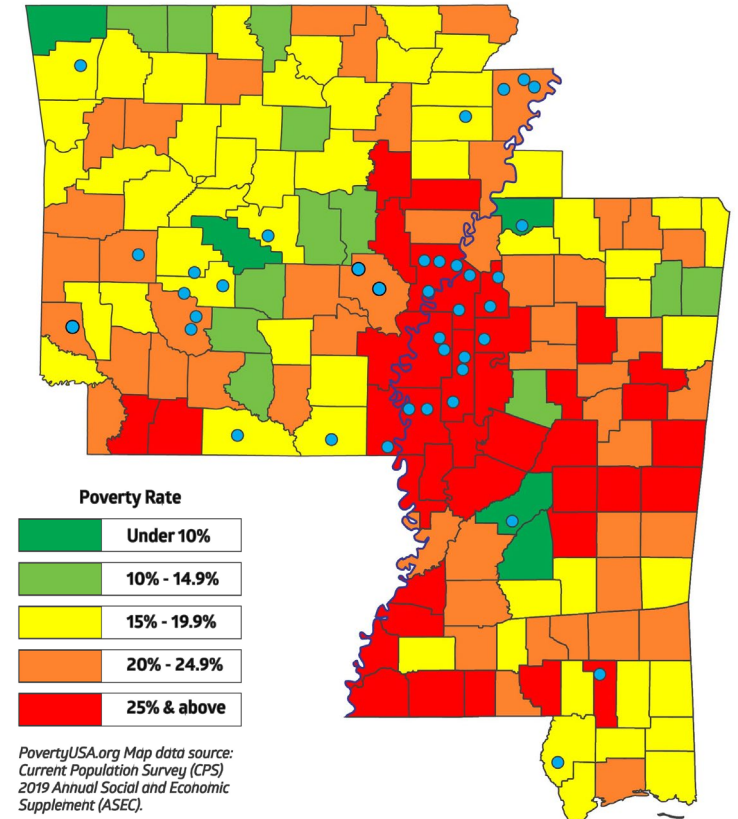 Poverty Rate
Under 10%
10% - 14.9%
15% - 19.9%
20% - 24.9%
25% & above
PovertyUSA.org Map data source:
Current Population Survey (CPS)
2019 Annual Social and Economic
Supplement (ASEC).